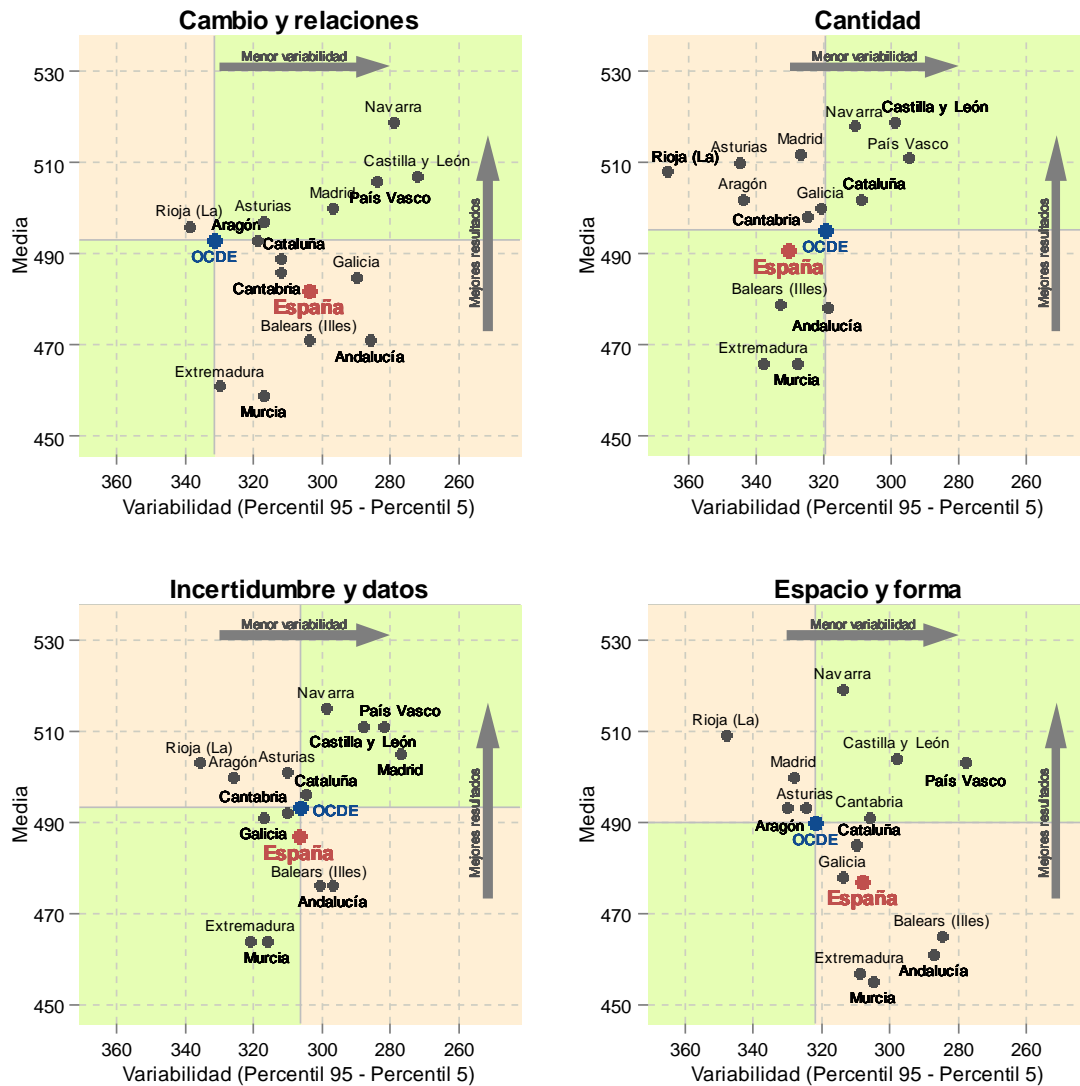 Cambio y relaciones
Menor variabilidad
530
510
490
470
450
Media
Navarra
Castilla y León
País Vasco
Madrid
Asturias
Rioja (La)
Aragón
OCDE
Cataluña
Galicia
Cantabria
España
Balears (Illes)
Andalucía
Extremadura
Murcia
Mejores resultados
360 340 320 300 280 260
Variabilidad (Percentil 95 - Percentil 5)
Cantidad
Menor variabilidad
530
510
490
470
450
Media
Castilla y León
Navarra
Madrid
Asturias
País Vasco
Rioja (La)
Aragón
Galicia
Cataluña
Cantabria
OCDE
España
Balears (Illes)
Andalucía
Extremadura
Murcia
Mejores resultados
360 340 320 300 280 260
Variabilidad (Percentil 95 - Percentil 5)
Incertidumbre y datos
Menor variabilidad
530
510
490
470
450
Media
Navarra
País Vasco
Castilla y León
Rioja (La)
Aragón
Asturias
Madrid
Cataluña
Cantabria
OCDE
Galicia
España
Balears (Illes)
Andalucía
Extremadura
Murcia
Mejores resultados
360 340 320 300 280 260
Variabilidad (Percentil 95 - Percentil 5)
Espacio y forma
Menor variabilidad
530
510
490
470
450
Media
Navarra
Rioja (La)
Castilla y León
Madrid
País Vasco
Asturias
Cantabria
Aragón
OCDE
Cataluña
Galicia
España
Balears (Illes)
Andalucía
Extremadura
Murcia
Mejores resultados
360 340 320 300 280 260
Variabilidad (Percentil 95 - Percentil 5)